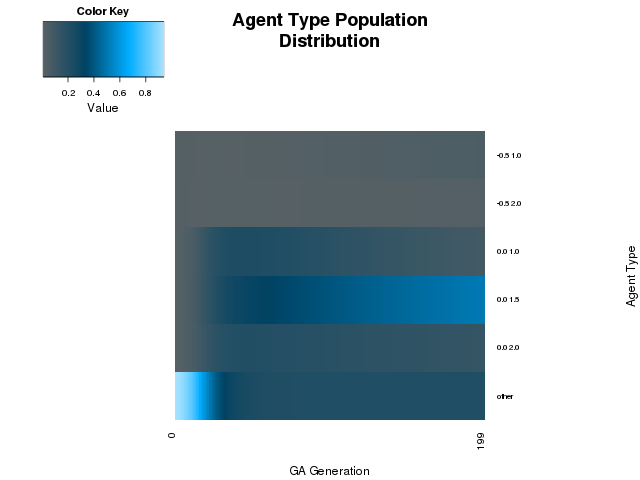 Color Key
0.2 0.4 0.6 0.8
Value
Agent Type Population
Distribution
-0.5 1.0
-0.5 2.0
0.0 1.0
0.0 1.5
0.0 2.0
other
Agent Type
0
199
GA Generation